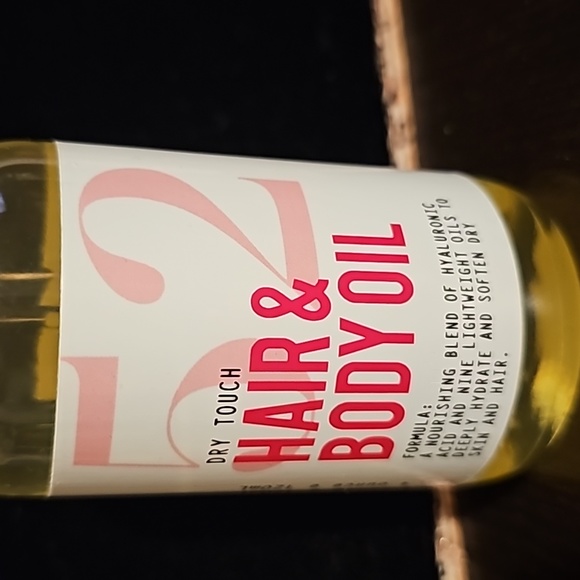 52
DRY TOUCH
HAIR &
BODY OIL
FORMULA:
A NOURISHING BLEND OF HYALURONIC
ACID AND NINE LIGHTWEIGHT OILS TO
DEEPLY HYDRATE AND SOFTEN DRY
SKIN AND HAIR.